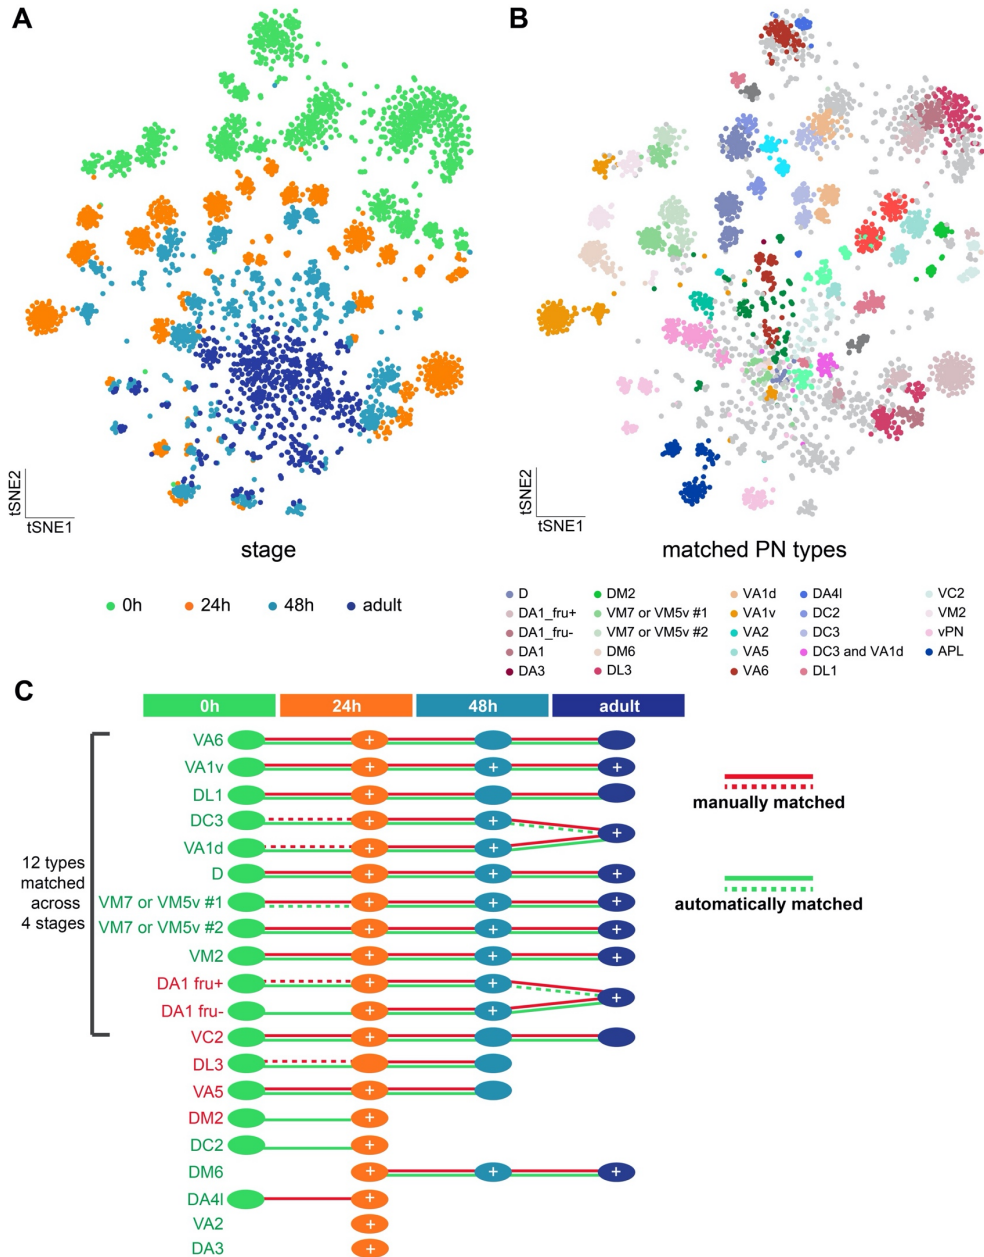 A
B
tSNE2
tSNE1
tSNE2
tSNE1
stage
matched PN types
0h
24h
48h
adult
D
DA1_fru+
DA1_fru-
DA1
DA3
DM2
VM7 or VM5v #1
VM7 or VM5v #2
DM6
DL3
VA1d
VA1v
VA2
VA5
VA6
DA4l
DC2
DC3
DC3 and VA1d
DL1
VC2
VM2
vPN
APL
C
0h
24h
48h
adult
12 types
matched
across
4 stages
VA6
+
VA1v
+ + +
DL1
+
DC3
+ +
+
VA1d
+ +
D
+ + +
VM7 or VM5v #1
+ + +
VM7 or VM5v #2
+ + +
VM2
+ + +
DA1 fru+
+ +
+
DA1 fru-
+ +
VC2
+
DL3
VA5
+
DM2
+
DC2
+
DM6
+ + +
DA4l
+
VA2
+
DA3
+
manually matched
automatically matched